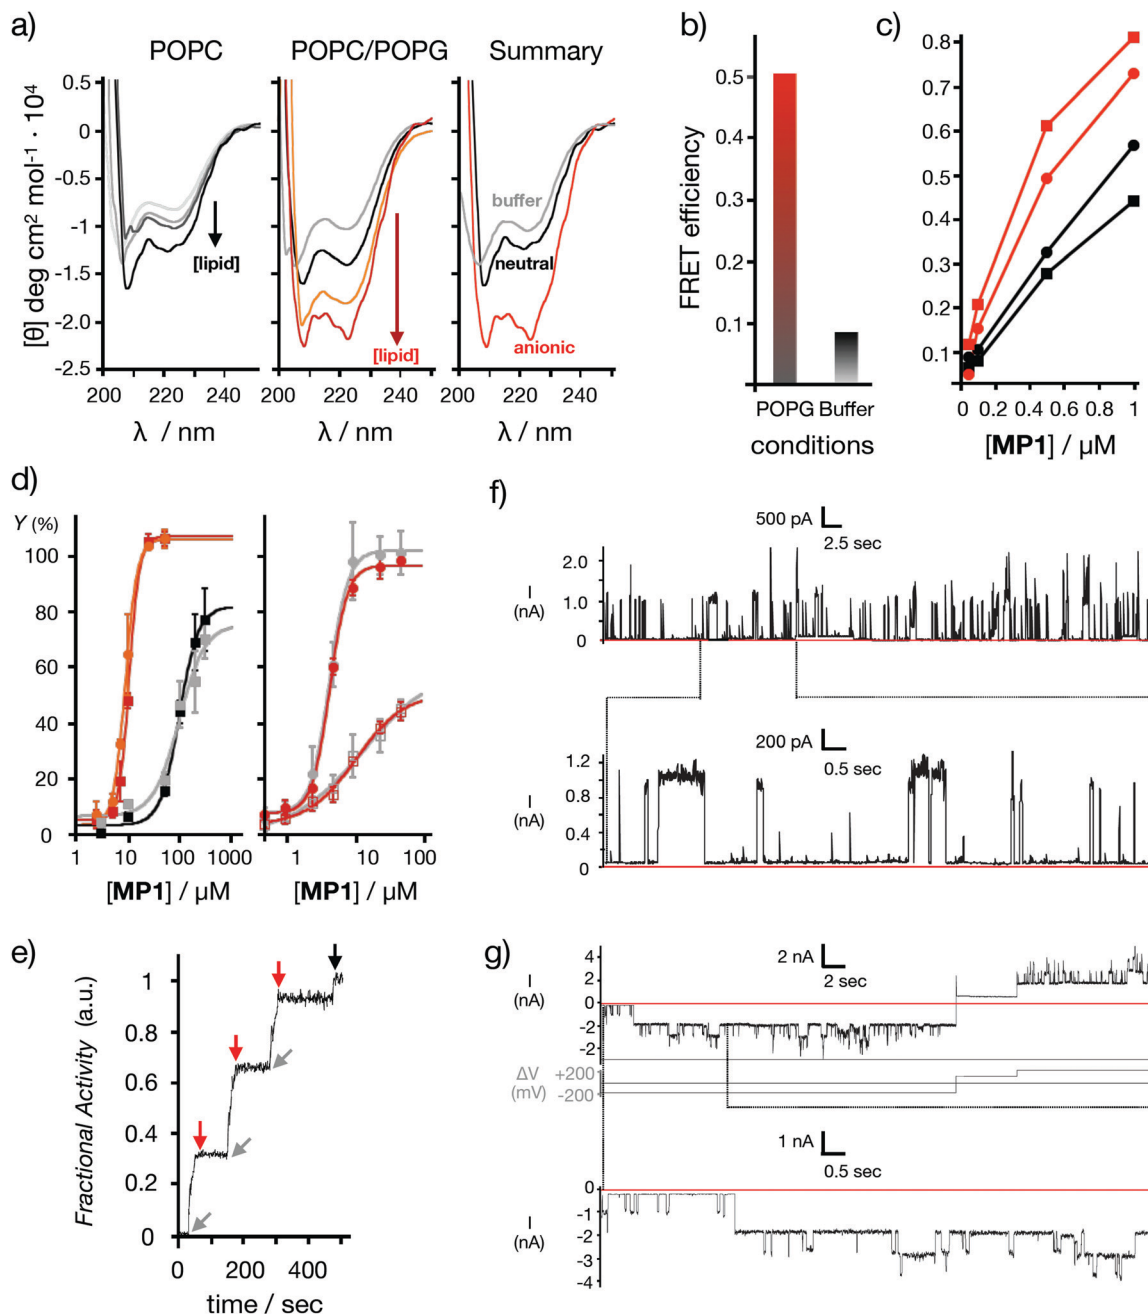 a)
POPC
POPC/POPG
Summary
[θ] deg cm² mol⁻¹ · 10⁴
0.5
0
-0.5
-1.0
-1.5
-2.0
-2.5
[lipid]
[lipid]
buffer
neutral
anionic
200 220 240
200 220 240
200 220 240
λ / nm
λ / nm
λ / nm
b)
FRET efficiency
0.5
0.4
0.3
0.2
0.1
POPG Buffer
conditions
c)
0.8
0.7
0.6
0.5
0.4
0.3
0.2
0.1
0 0.2 0.4 0.6 0.8 1
[MP1] / μM
d)
Y (%)
100
80
60
40
20
0
1 10 100 1000
1 10 100
[MP1] / μM
[MP1] / μM
e)
Fractional Activity (a.u.)
1
0.8
0.6
0.4
0.2
0
0 200 400
time / sec
f)
500 pA
2.5 sec
I
(nA)
2.0
1.0
0
200 pA
0.5 sec
I
(nA)
1.2
0.8
0.4
0
g)
2 nA
2 sec
I
(nA)
4
2
0
-2
-2
ΔV
(mV)
+200
-200
1 nA
0.5 sec
I
(nA)
0
-1
-2
-3
-4